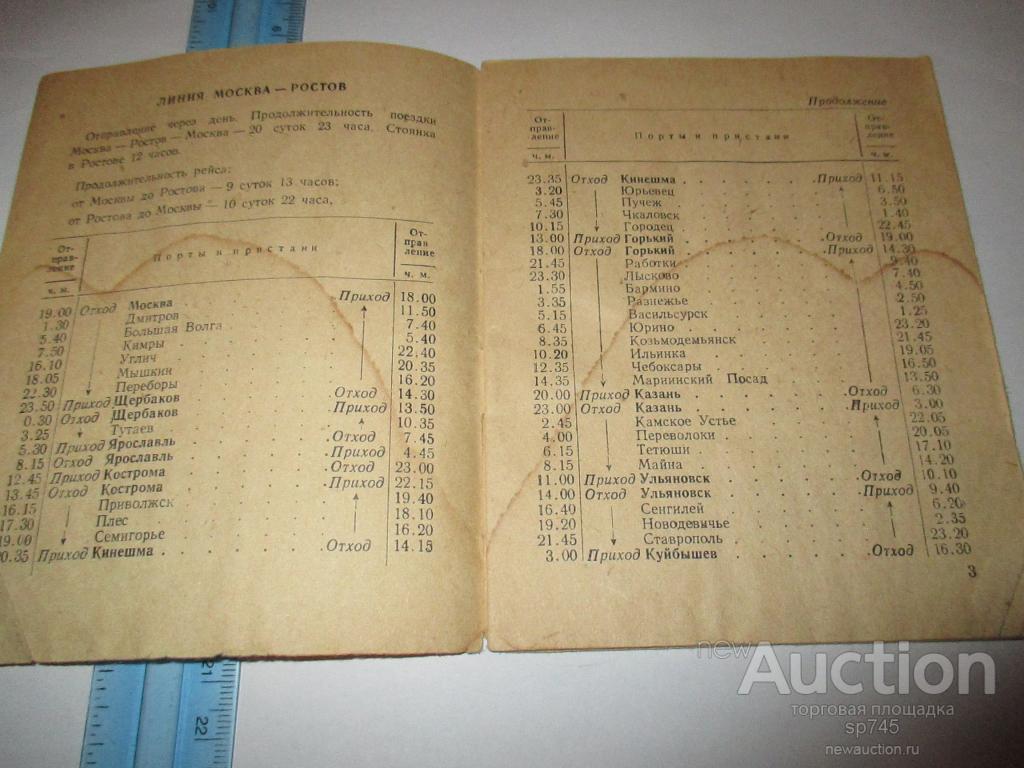 ЛИНИЯ МОСКВА — РОСТОВ
Отправление через день. Продолжительность поездки
Москва — Ростов — Москва — 20 суток 23 часа. Стоянка
в Ростове 12 часов.
Продолжительность рейса:
от Москвы до Ростова — 9 суток 13 часов;
от Ростова до Москвы — 10 суток 22 часа,
От-
прав-
ление
Порты и пристани
От-
прав
ление
ч. м.
ч. м.
19.00 Отход Москва Приход 18.00
1.30 Дмитров 11.50
5.40 Большая Волга 7.40
7.50 Кимры 5.40
16.10 Углич 22.40
18.05 Мышкин 20.35
22.30 Переборы 16.20
23.50 Приход Щербаков Отход 14.30
0.30 Отход Щербаков Приход 13.50
3.25 Тутаев 10.35
5.30 Приход Ярославль Отход 7.45
8.15 Отход Ярославль Приход 4.45
12.45 Приход Кострома Отход 23.00
13.45 Отход Кострома Приход 22.15
16.15 Приволжск 19.40
17.30 Плес 18.10
19.00 Семигорье 16.20
0.35 Приход Кинешма Отход 14.15
Продолжение
От-
прав-
ление
Порты и пристани
От-
прав-
ление
ч. м.
ч. м.
23.35 Отход Кинешма Приход 11.15
3.20 Юрьевец 6.50
5.45 Пучеж 3.50
7.30 Чкаловск 1.40
10.15 Городец 22.45
13.00 Приход Горький Отход 19.00
18.00 Отход Горький Приход 14.30
21.45 Работки 9.40
23.30 Лысково 7.40
1.55 Бармино 4.50
3.35 Разнежье 2.50
5.15 Васильсурск 1.25
6.45 Юрино 23.20
8.35 Козьмодемьянск 21.45
10.20 Ильинка 19.05
12.35 Чебоксары 16.50
14.35 Мариинский Посад 13.50
20.00 Приход Казань Отход 6.30
23.00 Отход Казань Приход 3.00
2.45 Камское Устье 22.05
4.00 Переволоки 20.05
6.15 Тетюши 17.10
8.15 Майна 14.20
11.00 Приход Ульяновск Отход 10.10
14.00 Отход Ульяновск Приход 9.40
16.40 Сенгилей 6.20
19.20 Новодевичье 2.35
21.45 Ставрополь 23.20
3.00 Приход Куйбышев Отход 16.30
3
21
22
newAuction
торговая площадка
sp745
newauction.ru